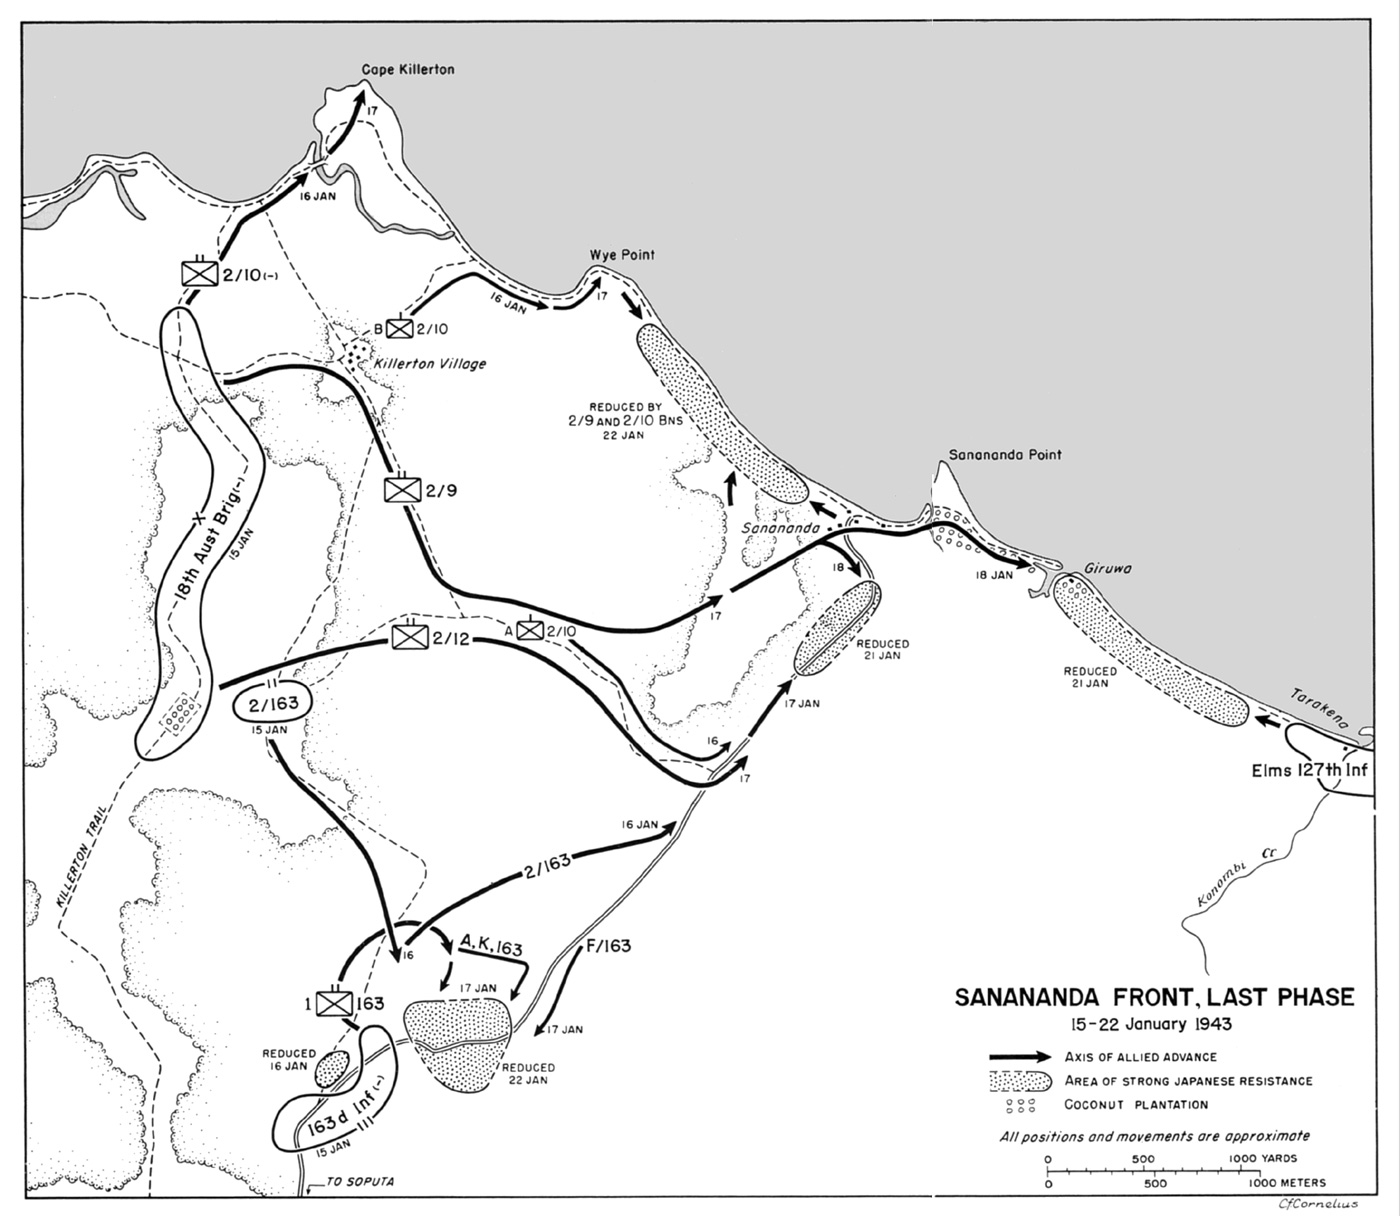 Cape Killerton
17
16 JAN
2/10(-)
Wye Point
17
16 JAN
B 2/10
Killerton Village
REDUCED BY
2/9 AND 2/10 BNS
22 JAN
2/9
Sanananda Point
Sanananda
18
18 JAN
Giruwa
18th Aust Brig(-)
X
15 JAN
17
A 2/10
2/12
REDUCED
21 JAN
REDUCED
21 JAN
2/163
15 JAN
17 JAN
Tarakena
16
17
Elms 127th Inf
KILLERTON TRAIL
16 JAN
2/163
Konombi Cr
16
A, K, 163
F/163
17 JAN
1 163
17 JAN
REDUCED
16 JAN
REDUCED
22 JAN
163d Inf(-)
15 JAN
TO SOPUTA
SANANANDA FRONT, LAST PHASE
15-22 January 1943
AXIS OF ALLIED ADVANCE
AREA OF STRONG JAPANESE RESISTANCE
COCONUT PLANTATION
All positions and movements are approximate
0 500 1000 YARDS
0 500 1000 METERS
CfCornelius